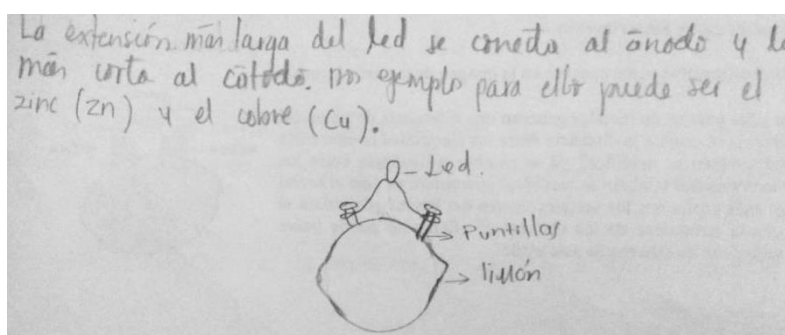 La extensión más larga del led se conecta al ánodo y la
más corta al cátodo. por ejemplo para ello puede ser el
zinc (Zn) y el cobre (Cu).
Led.
Puntillas
limón